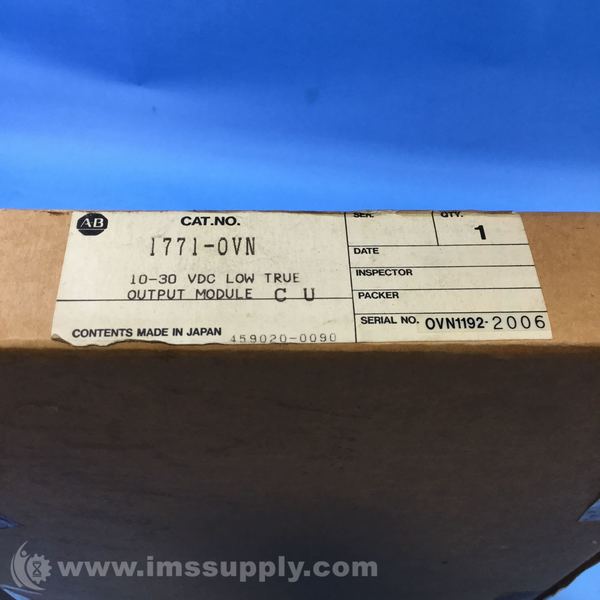 AB
CAT.NO.
1771-OVN
10-30 VDC LOW TRUE
OUTPUT MODULE C U
CONTENTS MADE IN JAPAN
459020-0090
SER.
QTY.
1
DATE
INSPECTOR
PACKER
SERIAL NO. OVN1192-2006
www.imssupply.com